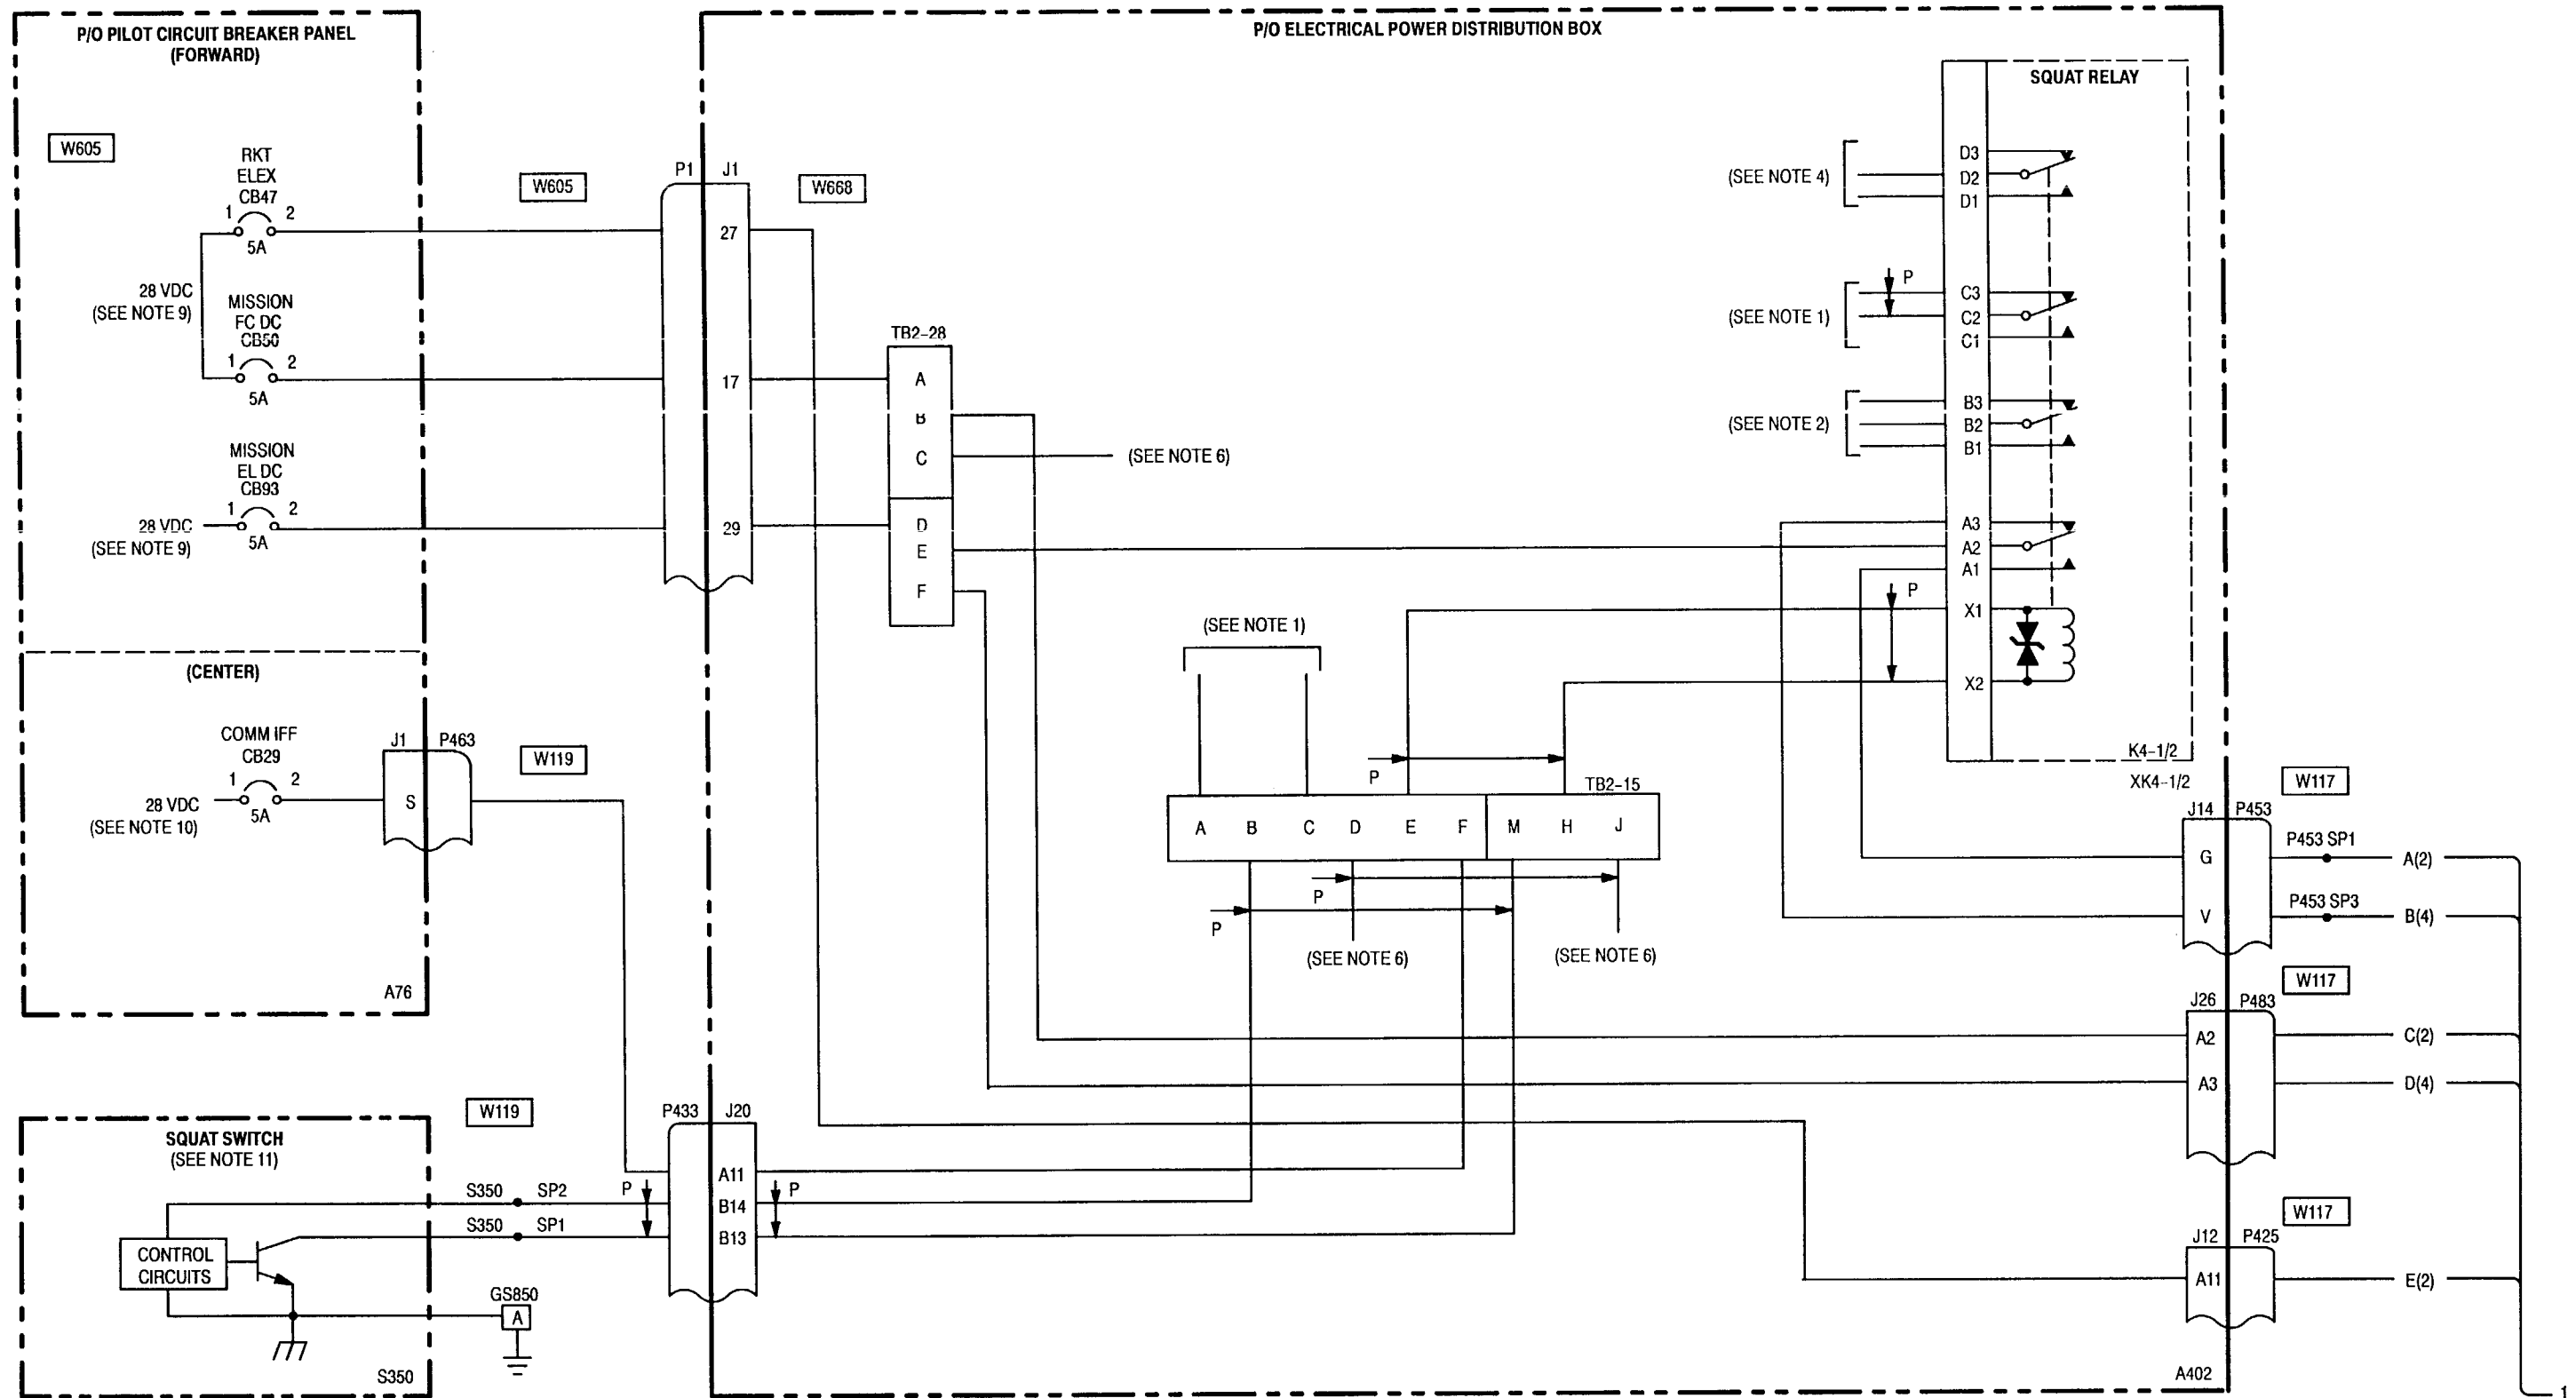 P/O PILOT CIRCUIT BREAKER PANEL
(FORWARD)
W605
RKT
ELEX
CB47
1 2
5A
28 VDC
(SEE NOTE 9)
MISSION
FC DC
CB50
1 2
5A
MISSION
EL DC
CB93
1 2
28 VDC
5A
(SEE NOTE 9)
(CENTER)
COMM IFF
CB29
1 2
28 VDC
5A
(SEE NOTE 10)
J1 P463
S
A76
W605
W119
W119
SQUAT SWITCH
(SEE NOTE 11)
CONTROL
CIRCUITS
S350 SP2
S350 SP1
P
GS850
A
S350
P/O ELECTRICAL POWER DISTRIBUTION BOX
P1 J1
W668
27
17
29
TB2-28
A
B
C
(SEE NOTE 6)
D
E
F
P433 J20
A11
B14
B13
P
(SEE NOTE 1)
P
TB2-15
A B C D E F M H J
P
P
(SEE NOTE 6)
(SEE NOTE 6)
SQUAT RELAY
(SEE NOTE 4)
D3
D2
D1
P
(SEE NOTE 1)
C3
C2
C1
(SEE NOTE 2)
B3
B2
B1
A3
A2
A1
P
X1
X2
K4-1/2
XK4-1/2
W117
J14 P453
G
P453 SP1
A(2)
V
P453 SP3
B(4)
W117
J26 P483
A2
C(2)
A3
D(4)
W117
J12 P425
A11
E(2)
A402